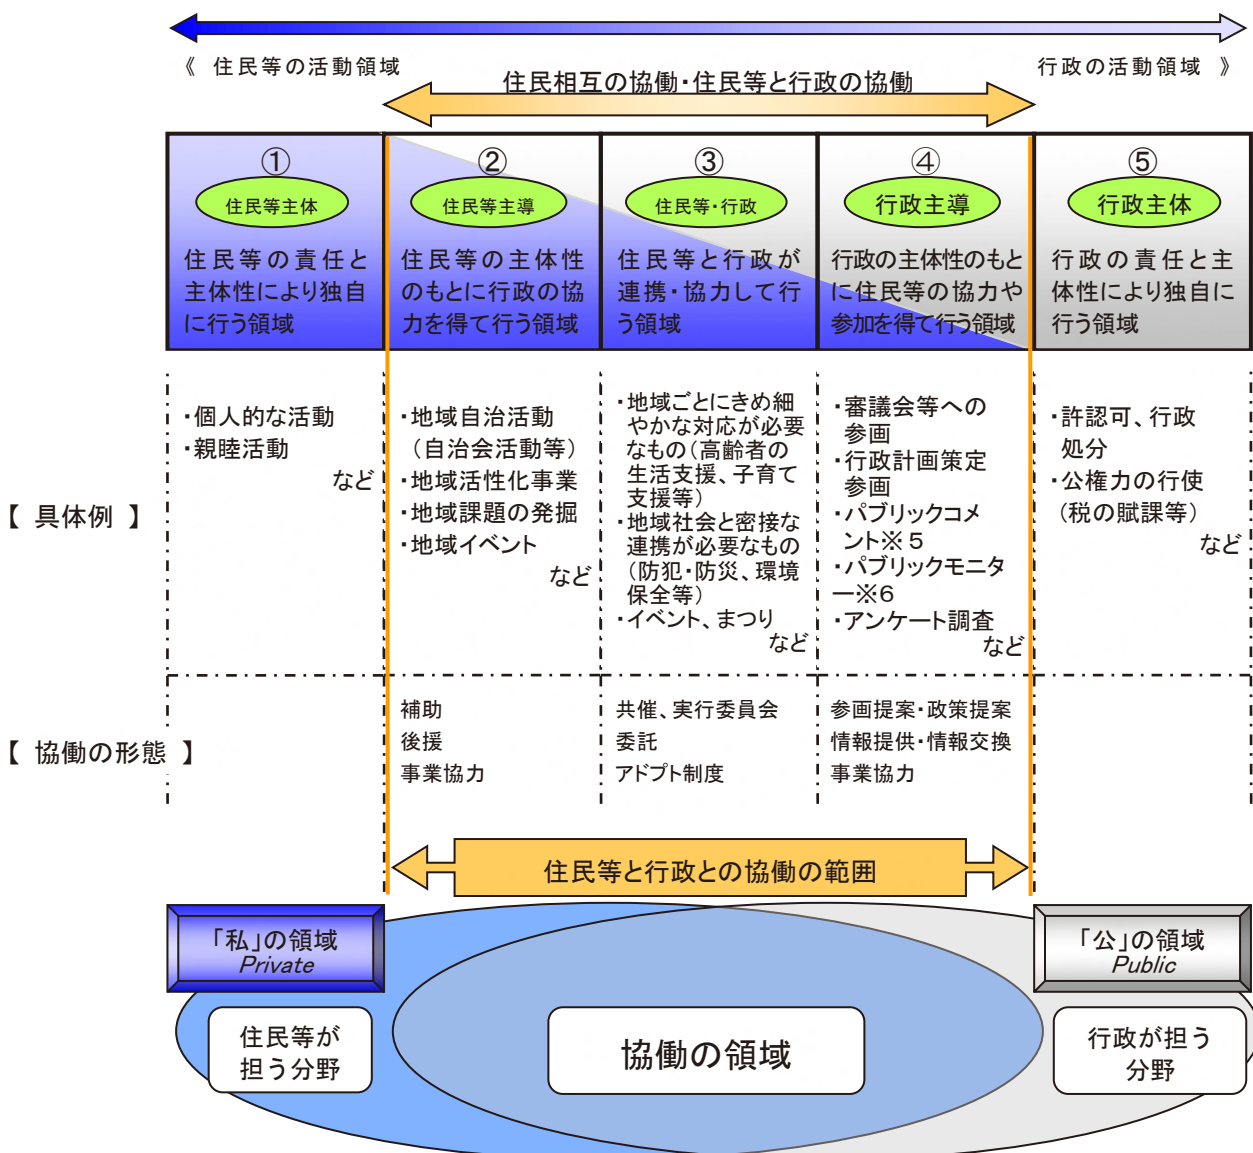 《 住民等の活動領域
行政の活動領域 》
住民相互の協働・住民等と行政の協働
①
住民等主体
住民等の責任と
主体性により独自
に行う領域
②
住民等主導
住民等の主体性
のもとに行政の協
力を得て行う領域
③
住民等・行政
住民等と行政が
連携・協力して行
う領域
④
行政主導
行政の主体性のもと
に住民等の協力や
参加を得て行う領域
⑤
行政主体
行政の責任と主
体性により独自に
行う領域
【 具体例 】
・個人的な活動
・親睦活動
など
・地域自治活動
（自治会活動等）
・地域活性化事業
・地域課題の発掘
・地域イベント
など
・地域ごとにきめ細
やかな対応が必要
なもの（高齢者の
生活支援、子育て
支援等）
・地域社会と密接な
連携が必要なもの
（防犯・防災、環境
保全等）
・イベント、まつり
など
・審議会等への
参画
・行政計画策定
参画
・パブリックコメ
ント※５
・パブリックモニタ
ー※６
・アンケート調査
など
・許認可、行政
処分
・公権力の行使
（税の賦課等）
など
【 協働の形態 】
補助
後援
事業協力
共催、実行委員会
委託
アドプト制度
参画提案・政策提案
情報提供・情報交換
事業協力
住民等と行政との協働の範囲
「私」の領域
Private
「公」の領域
Public
住民等が
担う分野
協働の領域
行政が担う
分野